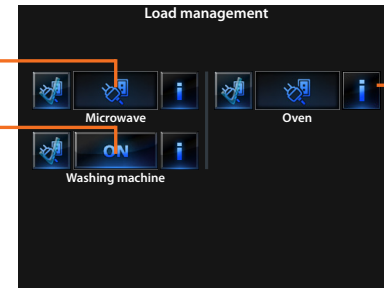 Load management
i
i
Microwave
Oven
ON
i
Washing machine